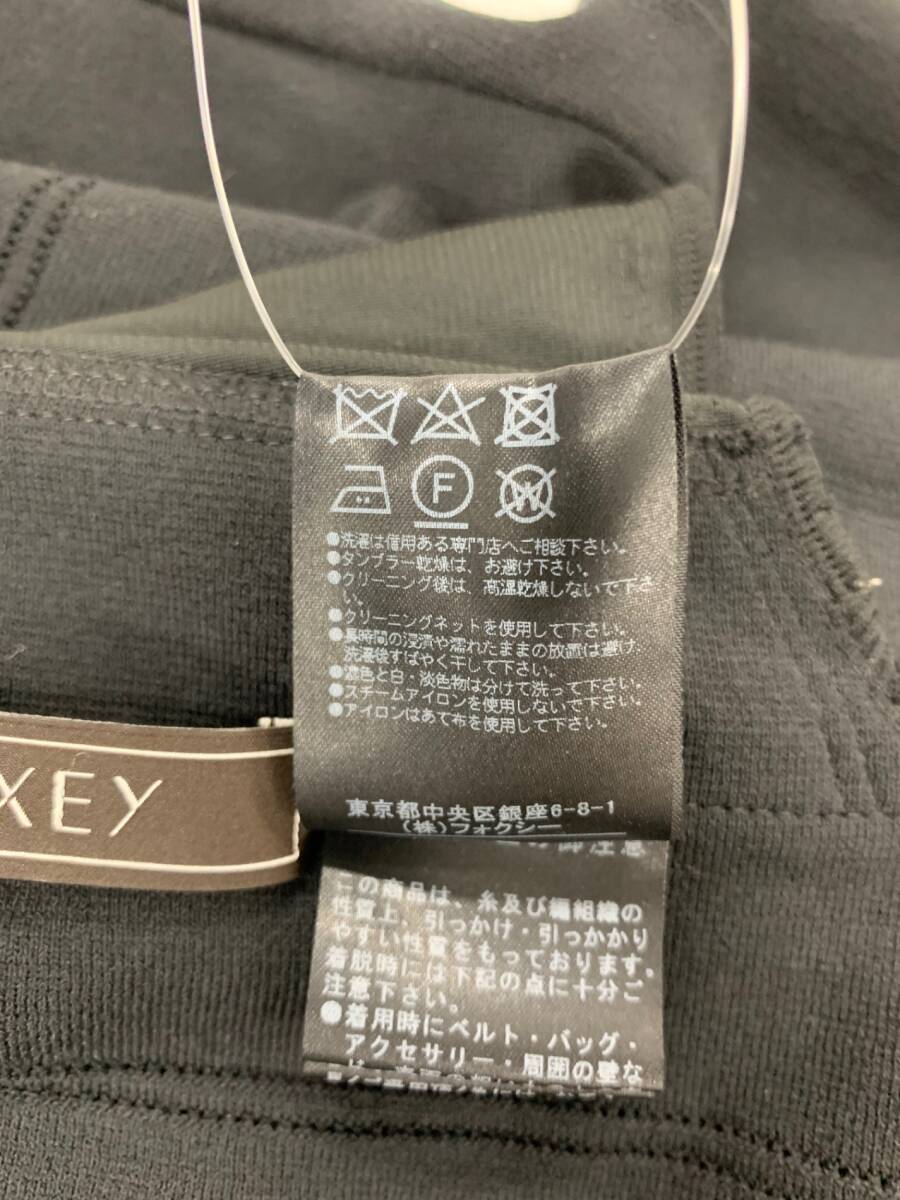 F
W
●洗濯は信用ある専門店へご相談下さい。
●タンブラー乾燥は、お避け下さい。
●クリーニング後は、高温乾燥しないで下さ
い。
●クリーニングネットを使用して下さい。
●長時間の浸漬や濡れたままの放置は避け、
洗濯後すばやく干して下さい。
●濃色と白・淡色物は分けて洗って下さい。
●スチームアイロンを使用しないで下さい。
●アイロンはあて布を使用して下さい。
XEY
東京都中央区銀座6-8-1
(株)フォクシー
この商品は、糸及び編組織の
性質上、引っかけ・引っかかり
やすい性質をもっております。
着脱時には下記の点に十分ご
注意下さい。
●着用時にベルト・バッグ・
アクセサリー・周囲の壁な